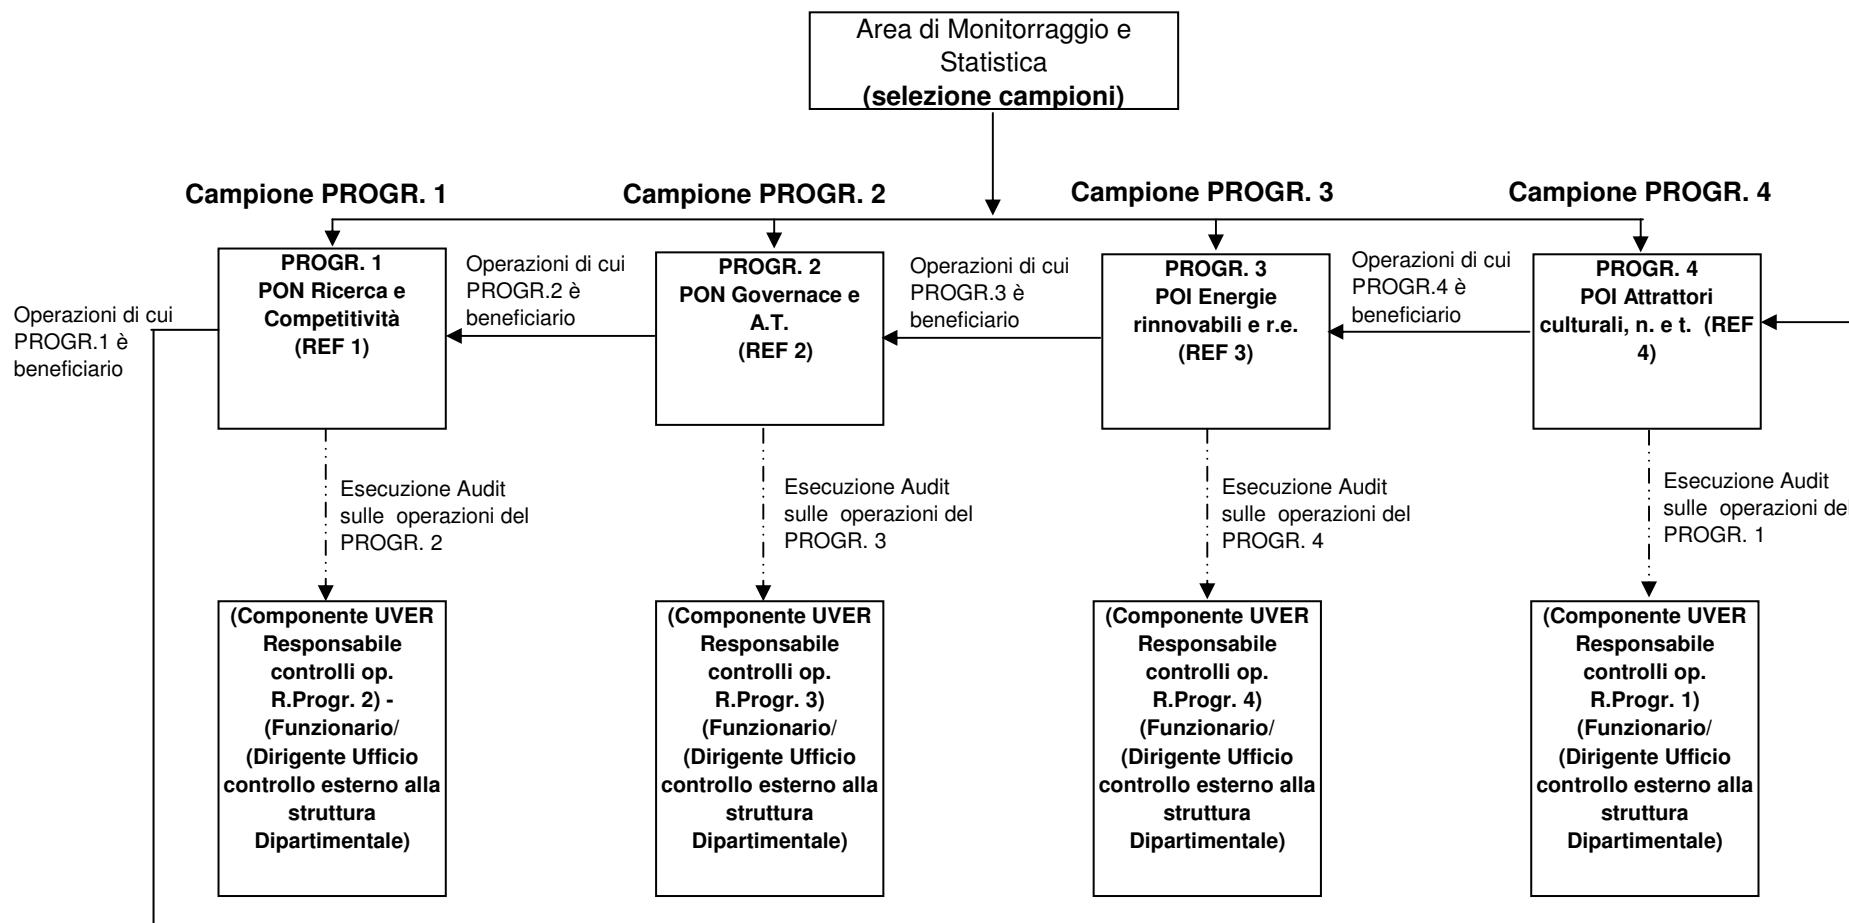 Area di Monitorraggio e
Statistica
(selezione campioni)
Campione PROGR. 1
Campione PROGR. 2
Campione PROGR. 3
Campione PROGR. 4
Operazioni di cui
PROGR.1 è
beneficiario
PROGR. 1
PON Ricerca e
Competitività
(REF 1)
Operazioni di cui
PROGR.2 è
beneficiario
PROGR. 2
PON Governace e
A.T.
(REF 2)
Operazioni di cui
PROGR.3 è
beneficiario
PROGR. 3
POI Energie
rinnovabili e r.e.
(REF 3)
Operazioni di cui
PROGR.4 è
beneficiario
PROGR. 4
POI Attrattori
culturali, n. e t. (REF
4)
Esecuzione Audit
sulle operazioni del
PROGR. 2
Esecuzione Audit
sulle operazioni del
PROGR. 3
Esecuzione Audit
sulle operazioni del
PROGR. 4
Esecuzione Audit
sulle operazioni del
PROGR. 1
(Componente UVER
Responsabile
controlli op.
R.Progr. 2) -
(Funzionario/
(Dirigente Ufficio
controllo esterno alla
struttura
Dipartimentale)
(Componente UVER
Responsabile
controlli op.
R.Progr. 3)
(Funzionario/
(Dirigente Ufficio
controllo esterno alla
struttura
Dipartimentale)
(Componente UVER
Responsabile
controlli op.
R.Progr. 4)
(Funzionario/
(Dirigente Ufficio
controllo esterno alla
struttura
Dipartimentale)
(Componente UVER
Responsabile
controlli op.
R.Progr. 1)
(Funzionario/
(Dirigente Ufficio
controllo esterno alla
struttura
Dipartimentale)